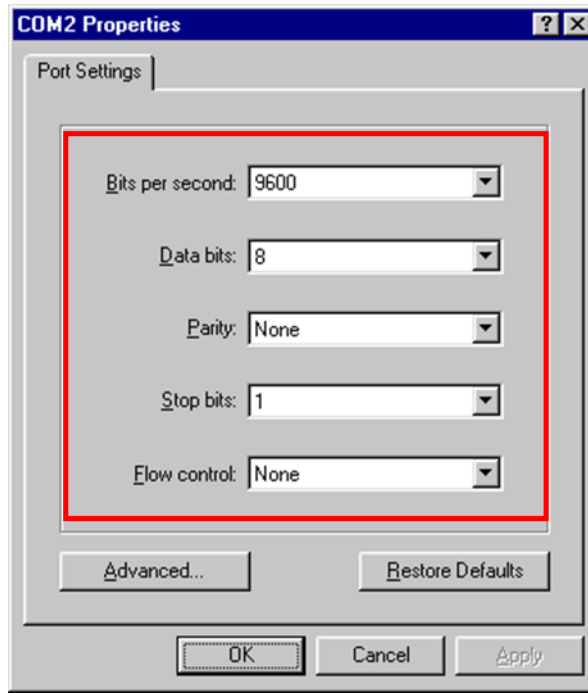 COM2 Properties
Port Settings
Bits per second: 9600
Data bits: 8
Parity: None
Stop bits: 1
Flow control: None
Advanced... Restore Defaults
OK Cancel Apply